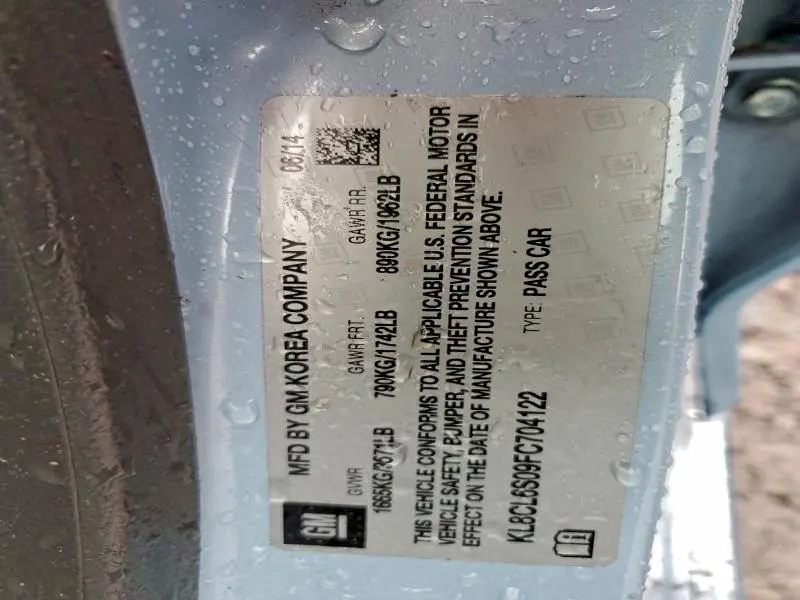 GM
MFD BY GM KOREA COMPANY 06/14
GVWR GAWR FRT. GAWR RR.
1665KG/3671LB 790KG/1742LB 890KG/1962LB
THIS VEHICLE CONFORMS TO ALL APPLICABLE U.S. FEDERAL MOTOR
VEHICLE SAFETY, BUMPER, AND THEFT PREVENTION STANDARDS IN
EFFECT ON THE DATE OF MANUFACTURE SHOWN ABOVE.
KL8CL6S09FC704122 TYPE: PASS CAR